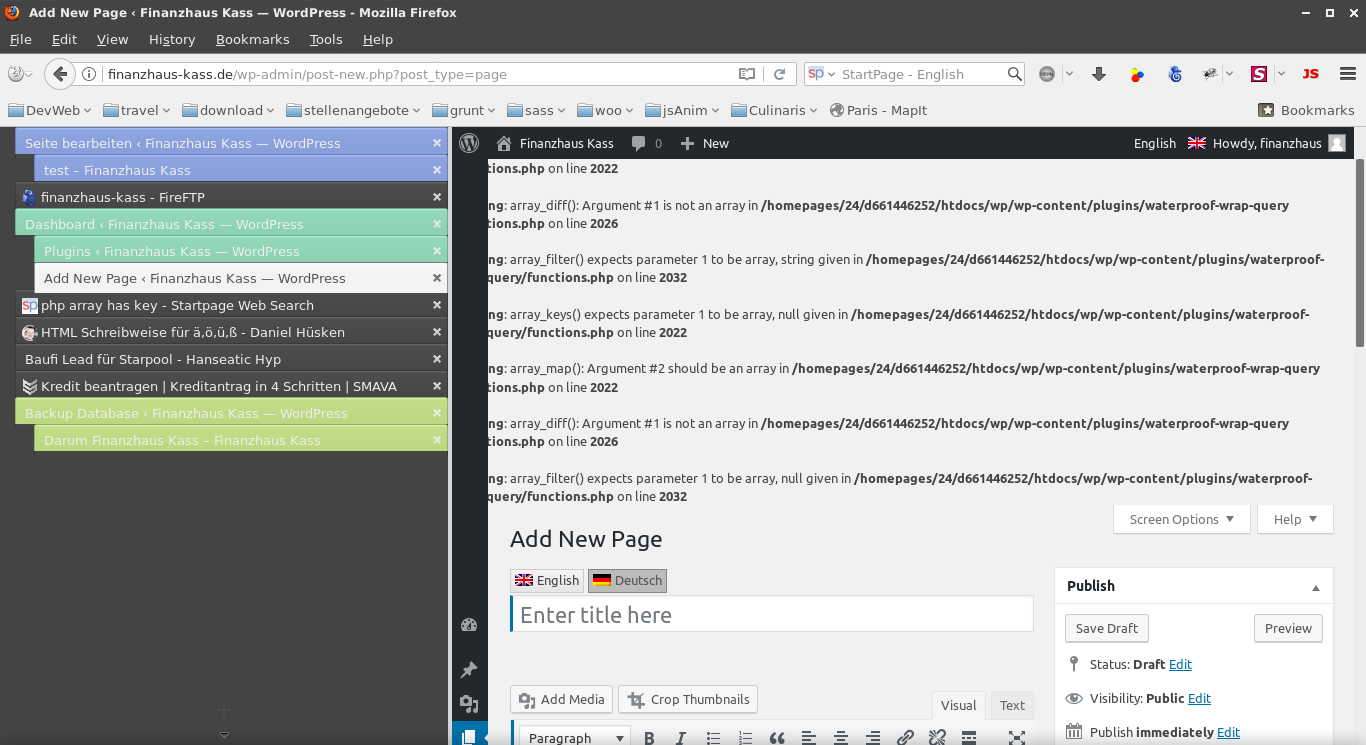 Add New Page ‹ Finanzhaus Kass — WordPress - Mozilla Firefox
File Edit View History Bookmarks Tools Help
finanzhaus-kass.de/wp-admin/post-new.php?post_type=page
sp StartPage - English
S JS
DevWeb travel download stellenangebote grunt sass woo jsAnim Culinaris Paris - MapIt Bookmarks
Seite bearbeiten ‹ Finanzhaus Kass — WordPress
test – Finanzhaus Kass
finanzhaus-kass - FireFTP
Dashboard ‹ Finanzhaus Kass — WordPress
Plugins ‹ Finanzhaus Kass — WordPress
Add New Page ‹ Finanzhaus Kass — WordPress
sp php array has key - Startpage Web Search
HTML Schreibweise für ä,ö,ü,ß - Daniel Hüsken
Baufi Lead für Starpool - Hanseatic Hyp
Kredit beantragen | Kreditantrag in 4 Schritten | SMAVA
Backup Database ‹ Finanzhaus Kass — WordPress
Darum Finanzhaus Kass – Finanzhaus Kass
Finanzhaus Kass 0 New English Howdy, finanzhaus
tions.php on line 2022
ng: array_diff(): Argument #1 is not an array in /homepages/24/d661446252/htdocs/wp/wp-content/plugins/waterproof-wrap-query
tions.php on line 2026
ng: array_filter() expects parameter 1 to be array, string given in /homepages/24/d661446252/htdocs/wp/wp-content/plugins/waterproof-
query/functions.php on line 2032
ng: array_keys() expects parameter 1 to be array, null given in /homepages/24/d661446252/htdocs/wp/wp-content/plugins/waterproof-
query/functions.php on line 2022
ng: array_map(): Argument #2 should be an array in /homepages/24/d661446252/htdocs/wp/wp-content/plugins/waterproof-wrap-query
tions.php on line 2022
ng: array_diff(): Argument #1 is not an array in /homepages/24/d661446252/htdocs/wp/wp-content/plugins/waterproof-wrap-query
tions.php on line 2026
ng: array_filter() expects parameter 1 to be array, null given in /homepages/24/d661446252/htdocs/wp/wp-content/plugins/waterproof-
query/functions.php on line 2032
Screen Options Help
Add New Page
English Deutsch
Enter title here
Publish
Save Draft Preview
Status: Draft Edit
Visibility: Public Edit
Publish immediately Edit
Add Media Crop Thumbnails
Visual Text
Paragraph B I